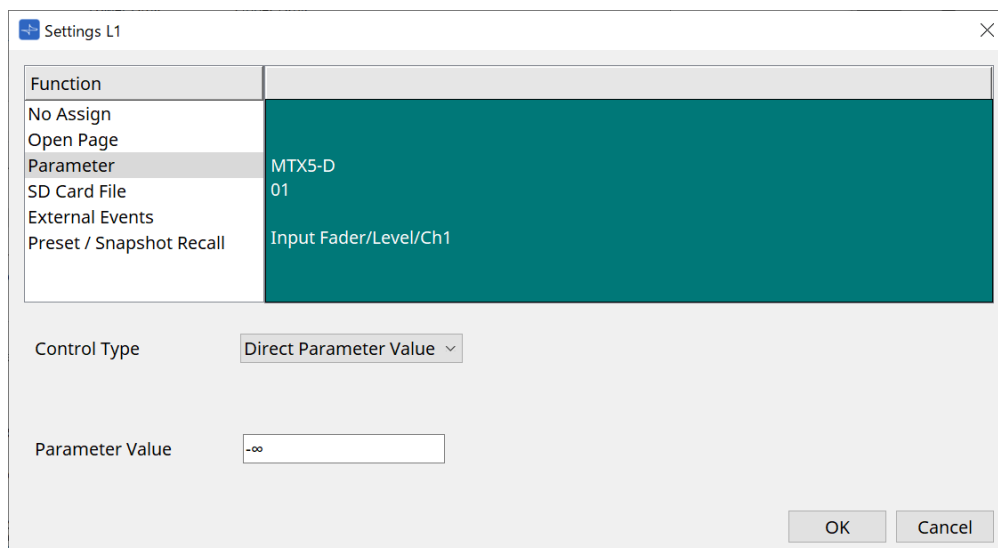 Settings L1
Function
No Assign
Open Page
Parameter
SD Card File
External Events
Preset / Snapshot Recall
MTX5-D
01
Input Fader/Level/Ch1
Control Type
Direct Parameter Value
Parameter Value
-∞
OK
Cancel